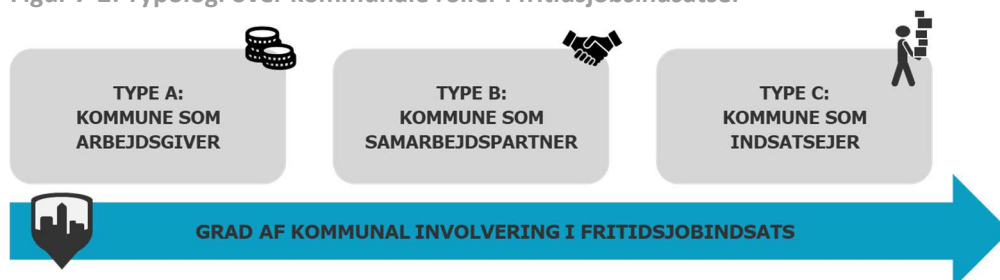 TYPE A:
KOMMUNE SOM
ARBEJDSGIVER
TYPE B:
KOMMUNE SOM
SAMARBEJDSPARTNER
TYPE C:
KOMMUNE SOM
INDSATSEJER
GRAD AF KOMMUNAL INVOLVERING I FRITIDSJOBINDSATS